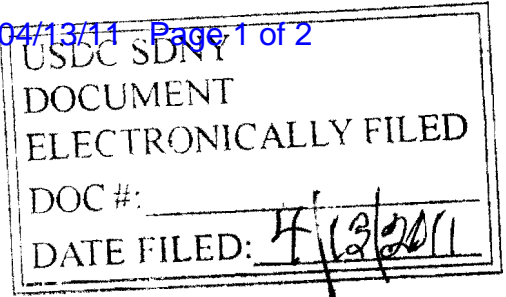 04/13/11 Page 1 of 2
USDC SDNY
DOCUMENT
ELECTRONICALLY FILED
DOC #:
DATE FILED: 4/13/2011